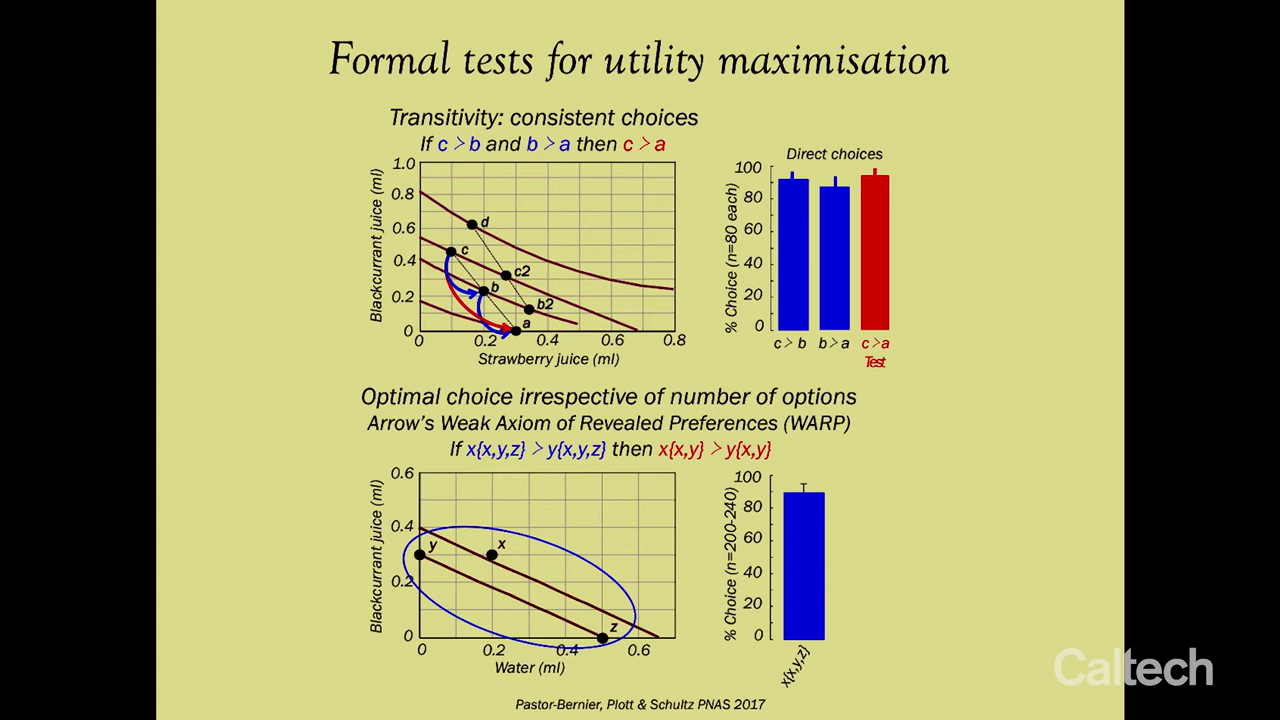 Formal tests for utility maximisation
Transitivity: consistent choices
If c > b and b > a then c > a
Blackcurrant juice (ml)
1.0
0.8
0.6
0.4
0.2
0
d
c
c2
b
b2
a
0 0.2 0.4 0.6 0.8
Strawberry juice (ml)
Direct choices
% Choice (n=80 each)
100
80
60
40
20
0
c > b b > a c > a
Test
Optimal choice irrespective of number of options
Arrow's Weak Axiom of Revealed Preferences (WARP)
If x{x,y,z} > y{x,y,z} then x{x,y} > y{x,y}
Blackcurrant juice (ml)
0.6
0.4
0.2
0
y
x
z
0 0.2 0.4 0.6
Water (ml)
% Choice (n=200-240)
100
80
60
40
20
0
x{x,y,z}
Pastor-Bernier, Plott & Schultz PNAS 2017
Caltech